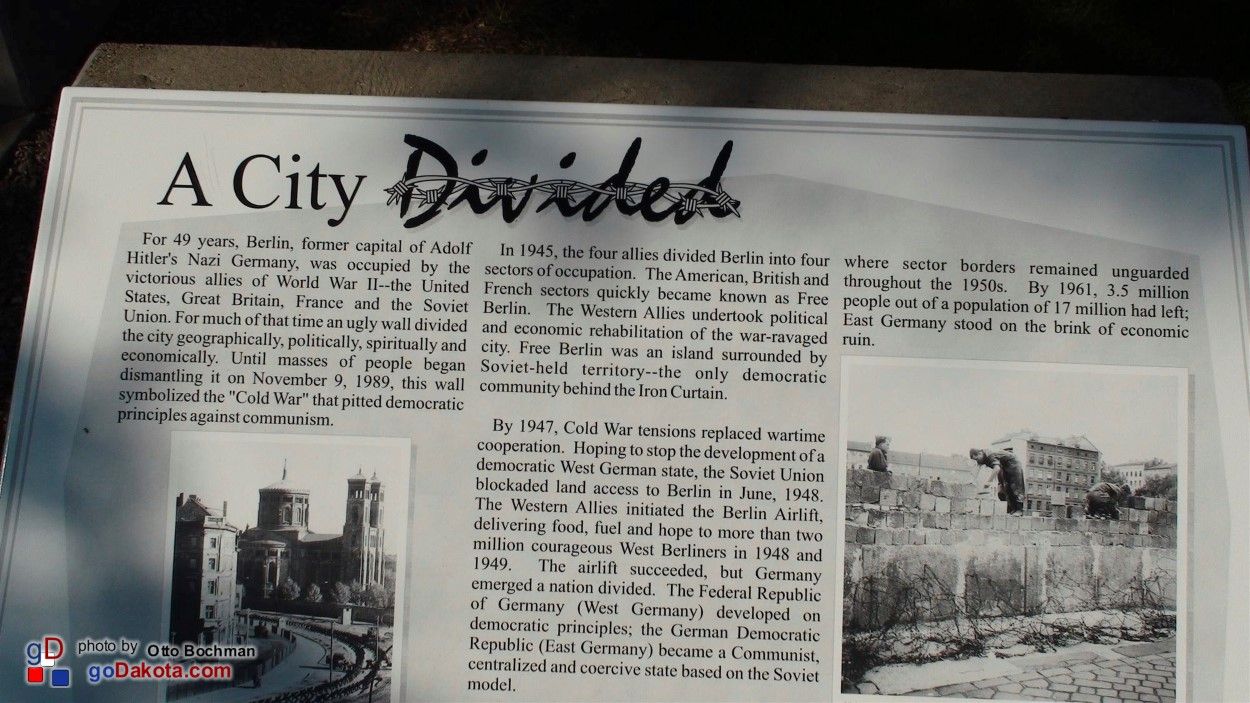 A City Divided
For 49 years, Berlin, former capital of Adolf
Hitler's Nazi Germany, was occupied by the
victorious allies of World War II--the United
States, Great Britain, France and the Soviet
Union. For much of that time an ugly wall divided
the city geographically, politically, spiritually and
economically. Until masses of people began
dismantling it on November 9, 1989, this wall
symbolized the "Cold War" that pitted democratic
principles against communism.
In 1945, the four allies divided Berlin into four
sectors of occupation. The American, British and
French sectors quickly became known as Free
Berlin. The Western Allies undertook political
and economic rehabilitation of the war-ravaged
city. Free Berlin was an island surrounded by
Soviet-held territory--the only democratic
community behind the Iron Curtain.
By 1947, Cold War tensions replaced wartime
cooperation. Hoping to stop the development of a
democratic West German state, the Soviet Union
blockaded land access to Berlin in June, 1948.
The Western Allies initiated the Berlin Airlift,
delivering food, fuel and hope to more than two
million courageous West Berliners in 1948 and
1949. The airlift succeeded, but Germany
emerged a nation divided. The Federal Republic
of Germany (West Germany) developed on
democratic principles; the German Democratic
Republic (East Germany) became a Communist,
centralized and coercive state based on the Soviet
model.
where sector borders remained unguarded
throughout the 1950s. By 1961, 3.5 million
people out of a population of 17 million had left;
East Germany stood on the brink of economic
ruin.
gD photo by Otto Bochman
goDakota.com